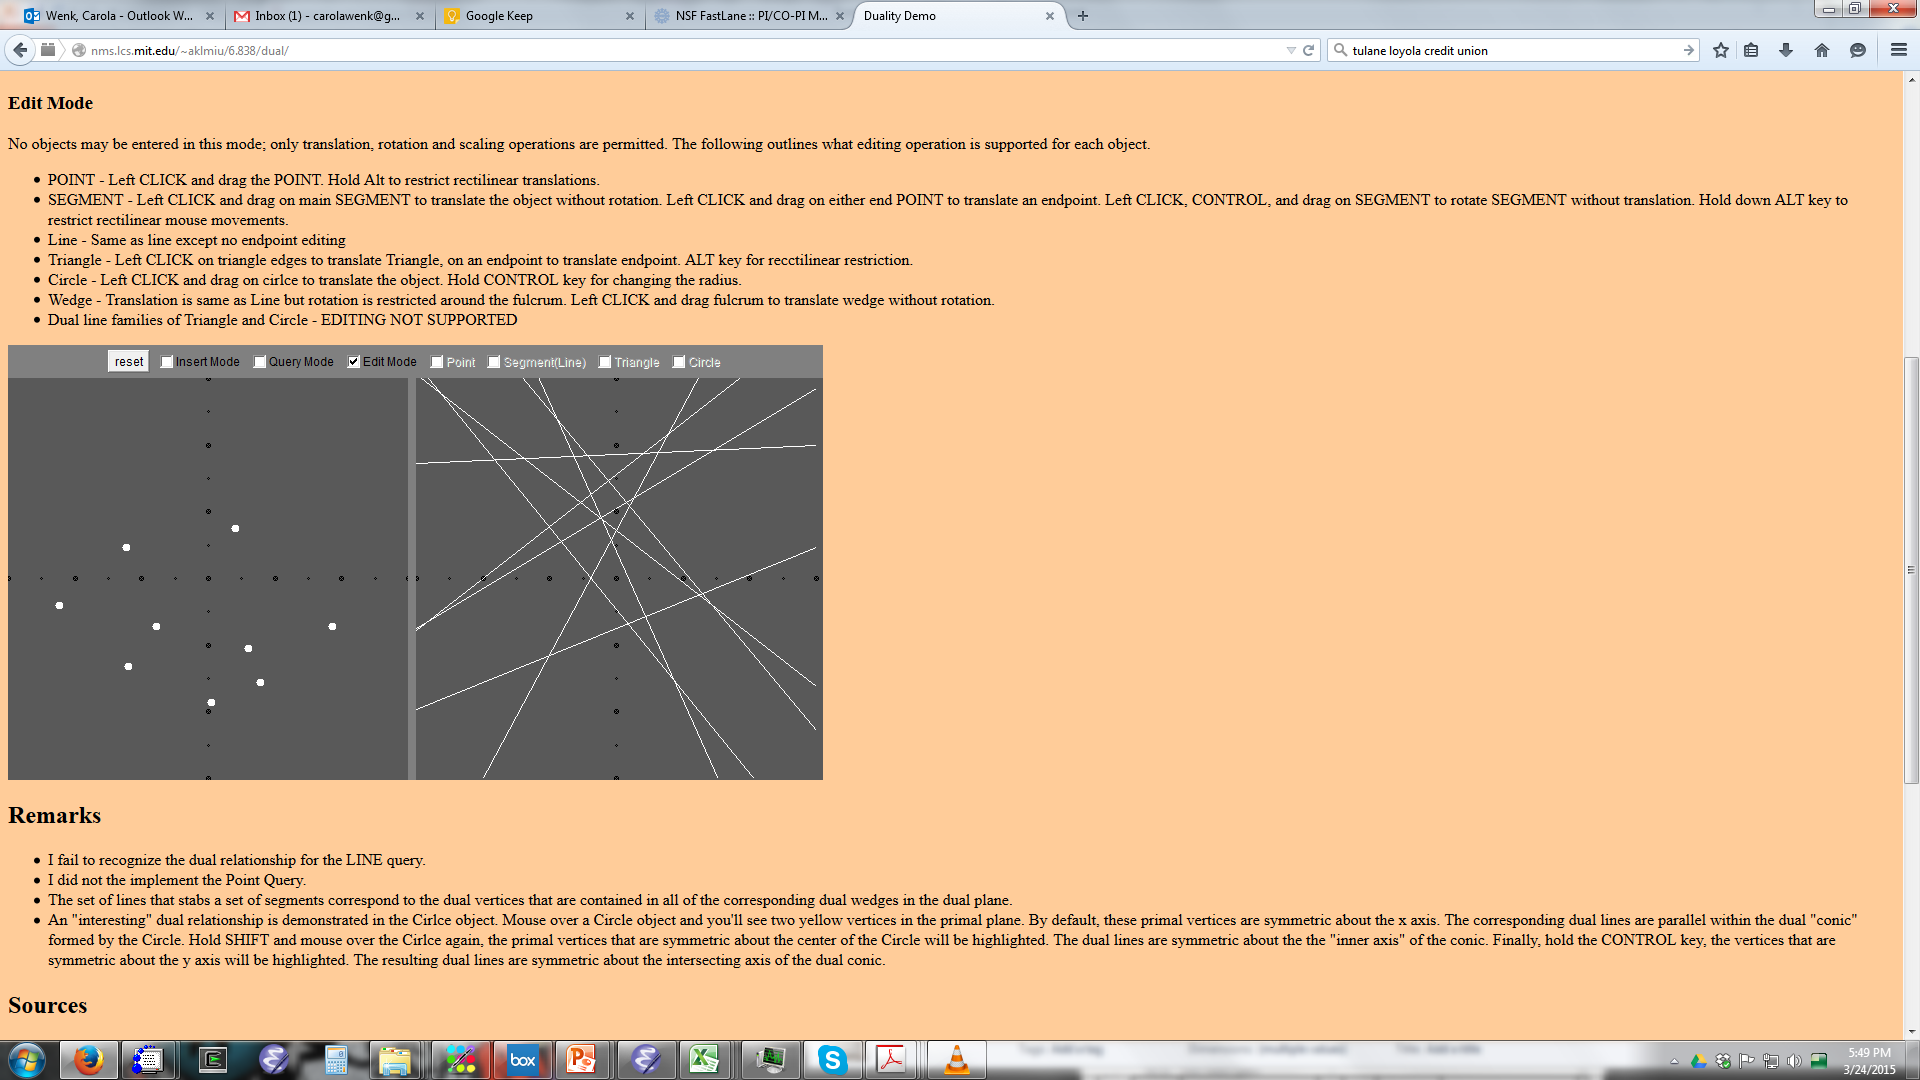 Wenk, Carola - Outlook W...
Inbox (1) - carolawenk@g...
Google Keep
NSF FastLane :: PI/CO-PI M...
Duality Demo
nms.lcs.mit.edu/~aklmiu/6.838/dual/
tulane loyola credit union
Edit Mode
No objects may be entered in this mode; only translation, rotation and scaling operations are permitted. The following outlines what editing operation is supported for each object.
POINT - Left CLICK and drag the POINT. Hold Alt to restrict rectilinear translations.
SEGMENT - Left CLICK and drag on main SEGMENT to translate the object without rotation. Left CLICK and drag on either end POINT to translate an endpoint. Left CLICK, CONTROL, and drag on SEGMENT to rotate SEGMENT without translation. Hold down ALT key to
restrict rectilinear mouse movements.
Line - Same as line except no endpoint editing
Triangle - Left CLICK on triangle edges to translate Triangle, on an endpoint to translate endpoint. ALT key for recctilinear restriction.
Circle - Left CLICK and drag on cirlce to translate the object. Hold CONTROL key for changing the radius.
Wedge - Translation is same as Line but rotation is restricted around the fulcrum. Left CLICK and drag fulcrum to translate wedge without rotation.
Dual line families of Triangle and Circle - EDITING NOT SUPPORTED
reset Insert Mode Query Mode Edit Mode Point Segment(Line) Triangle Circle
Remarks
I fail to recognize the dual relationship for the LINE query.
I did not the implement the Point Query.
The set of lines that stabs a set of segments correspond to the dual vertices that are contained in all of the corresponding dual wedges in the dual plane.
An "interesting" dual relationship is demonstrated in the Cirlce object. Mouse over a Circle object and you'll see two yellow vertices in the primal plane. By default, these primal vertices are symmetric about the x axis. The corresponding dual lines are parallel within the dual "conic"
formed by the Circle. Hold SHIFT and mouse over the Cirlce again, the primal vertices that are symmetric about the center of the Circle will be highlighted. The dual lines are symmetric about the the "inner axis" of the conic. Finally, hold the CONTROL key, the vertices that are
symmetric about the y axis will be highlighted. The resulting dual lines are symmetric about the intersecting axis of the dual conic.
Sources
box
5:49 PM
3/24/2015